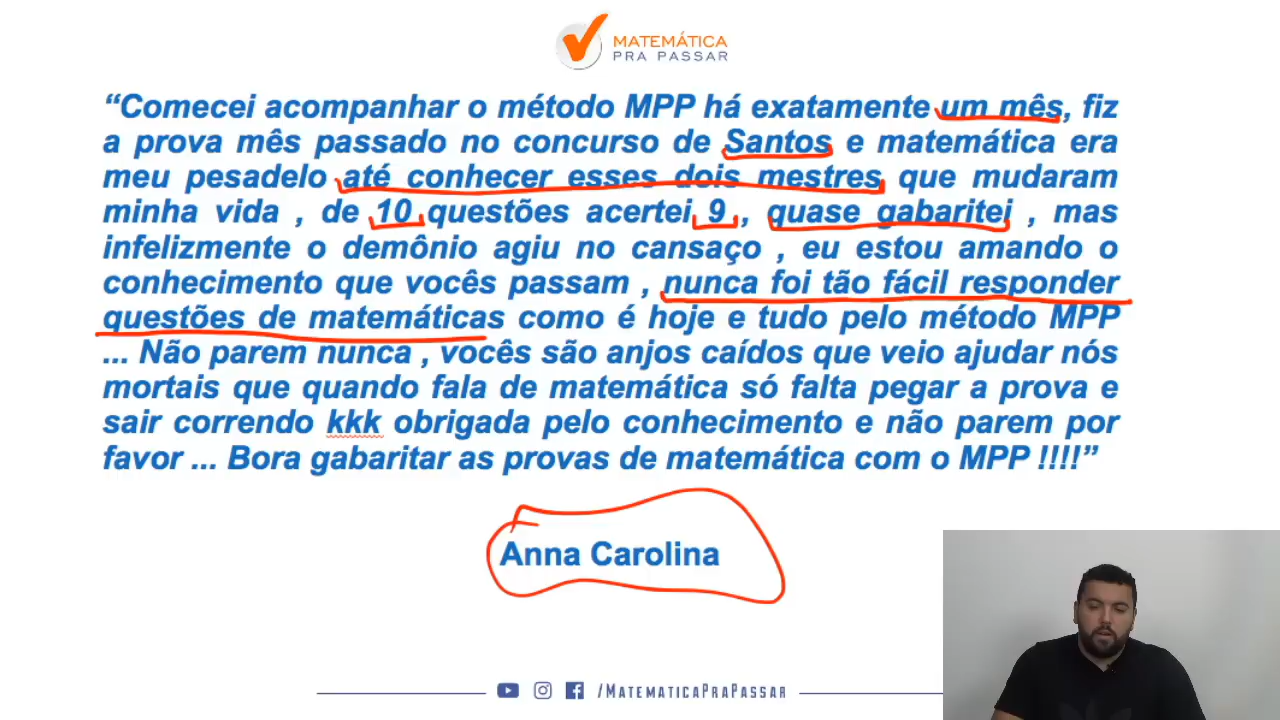 MATEMÁTICA
PRA PASSAR
“Comecei acompanhar o método MPP há exatamente um mês, fiz
a prova mês passado no concurso de Santos e matemática era
meu pesadelo até conhecer esses dois mestres que mudaram
minha vida , de 10 questões acertei 9 , quase gabaritei , mas
infelizmente o demônio agiu no cansaço , eu estou amando o
conhecimento que vocês passam , nunca foi tão fácil responder
questões de matemáticas como é hoje e tudo pelo método MPP
... Não parem nunca , vocês são anjos caídos que veio ajudar nós
mortais que quando fala de matemática só falta pegar a prova e
sair correndo kkk obrigada pelo conhecimento e não parem por
favor ... Bora gabaritar as provas de matemática com o MPP !!!!”
Anna Carolina
/MATEMATICAPRAPASSAR